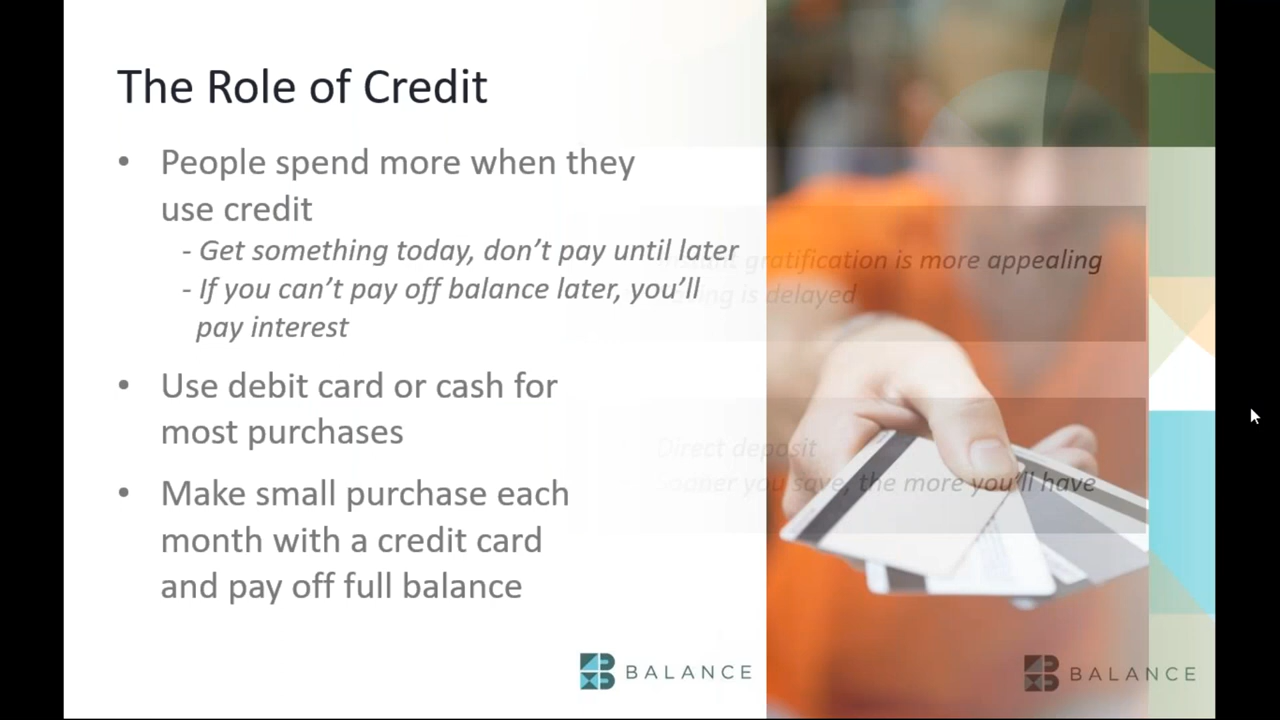 The Role of Credit
• People spend more when they
use credit
- Get something today, don’t pay until later
- If you can’t pay off balance later, you’ll
pay interest
• Use debit card or cash for
most purchases
• Make small purchase each
month with a credit card
and pay off full balance
gratification is more appealing
is delayed
Direct deposit
Sooner you save, the more you’ll have
BALANCE
BALANCE